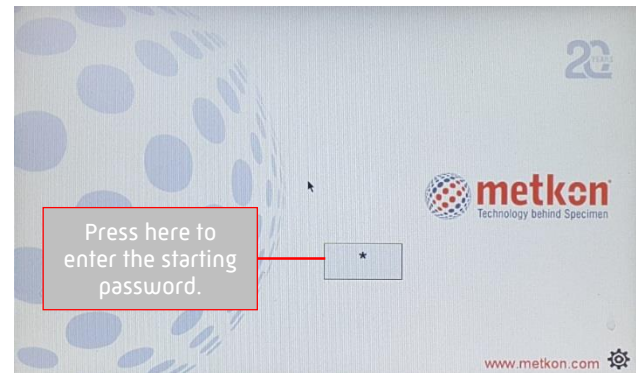 20
YEARS
metkon
Technology behind Specimen
Press here to
enter the starting
password.
*
www.metkon.com